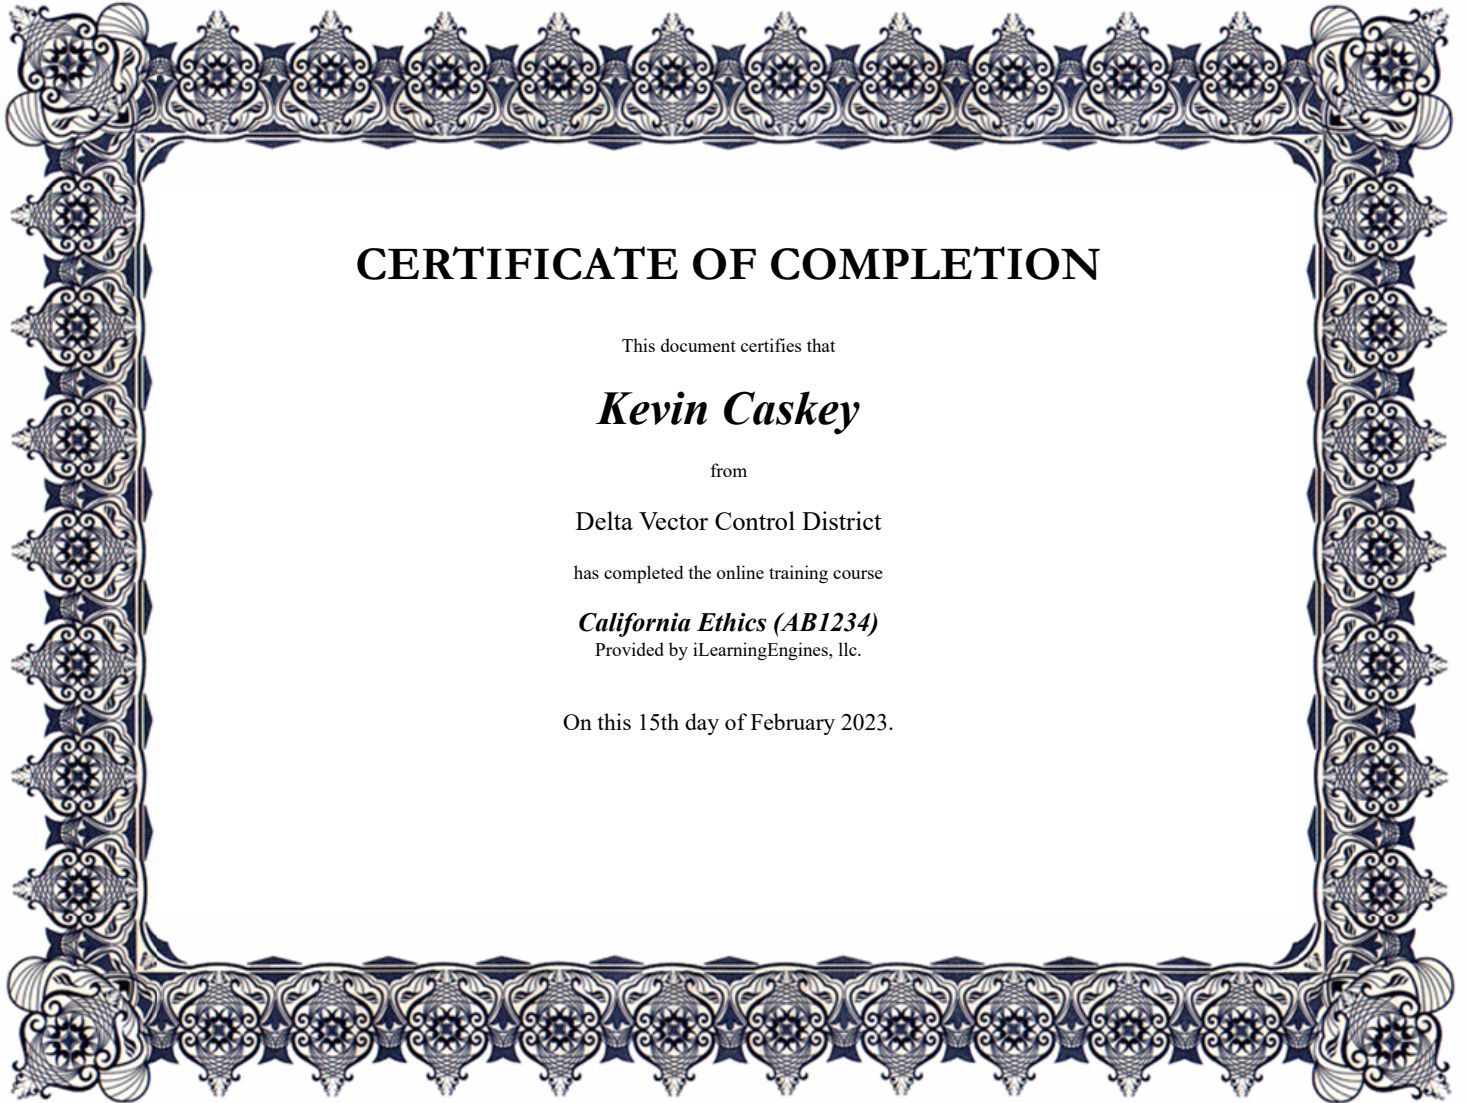 CERTIFICATE OF COMPLETION
This document certifies that
Kevin Caskey
from
Delta Vector Control District
has completed the online training course
California Ethics (AB1234)
Provided by iLearningEngines, llc.
On this 15th day of February 2023.